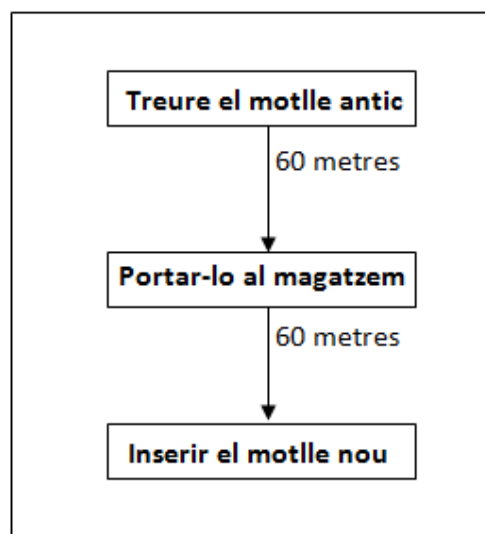 Treure el motlle antic
60 metres
Portar-lo al magatzem
60 metres
Inserir el motlle nou